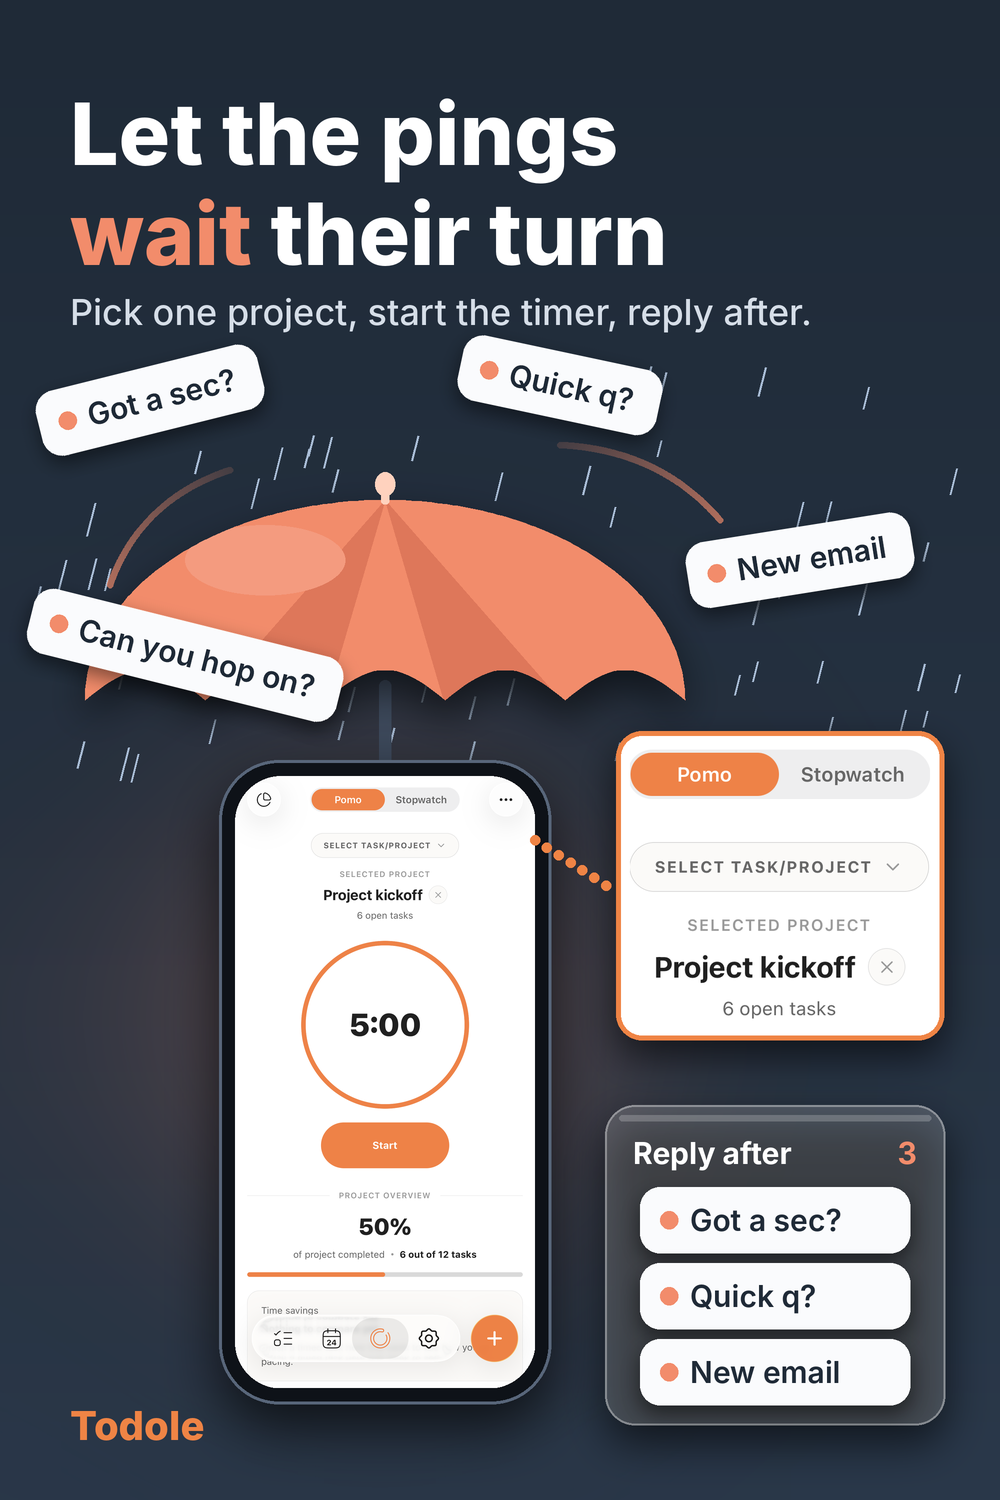 Let the pings
wait their turn
Pick one project, start the timer, reply after.
Got a sec?
Quick q?
New email
Can you hop on?
Pomo
Stopwatch
SELECT TASK/PROJECT
SELECTED PROJECT
Project kickoff
6 open tasks
5:00
Start
PROJECT OVERVIEW
50%
of project completed • 6 out of 12 tasks
Time savings
pacing.
24
Pomo
Stopwatch
SELECT TASK/PROJECT
SELECTED PROJECT
Project kickoff
6 open tasks
Reply after 3
Got a sec?
Quick q?
New email
Todole